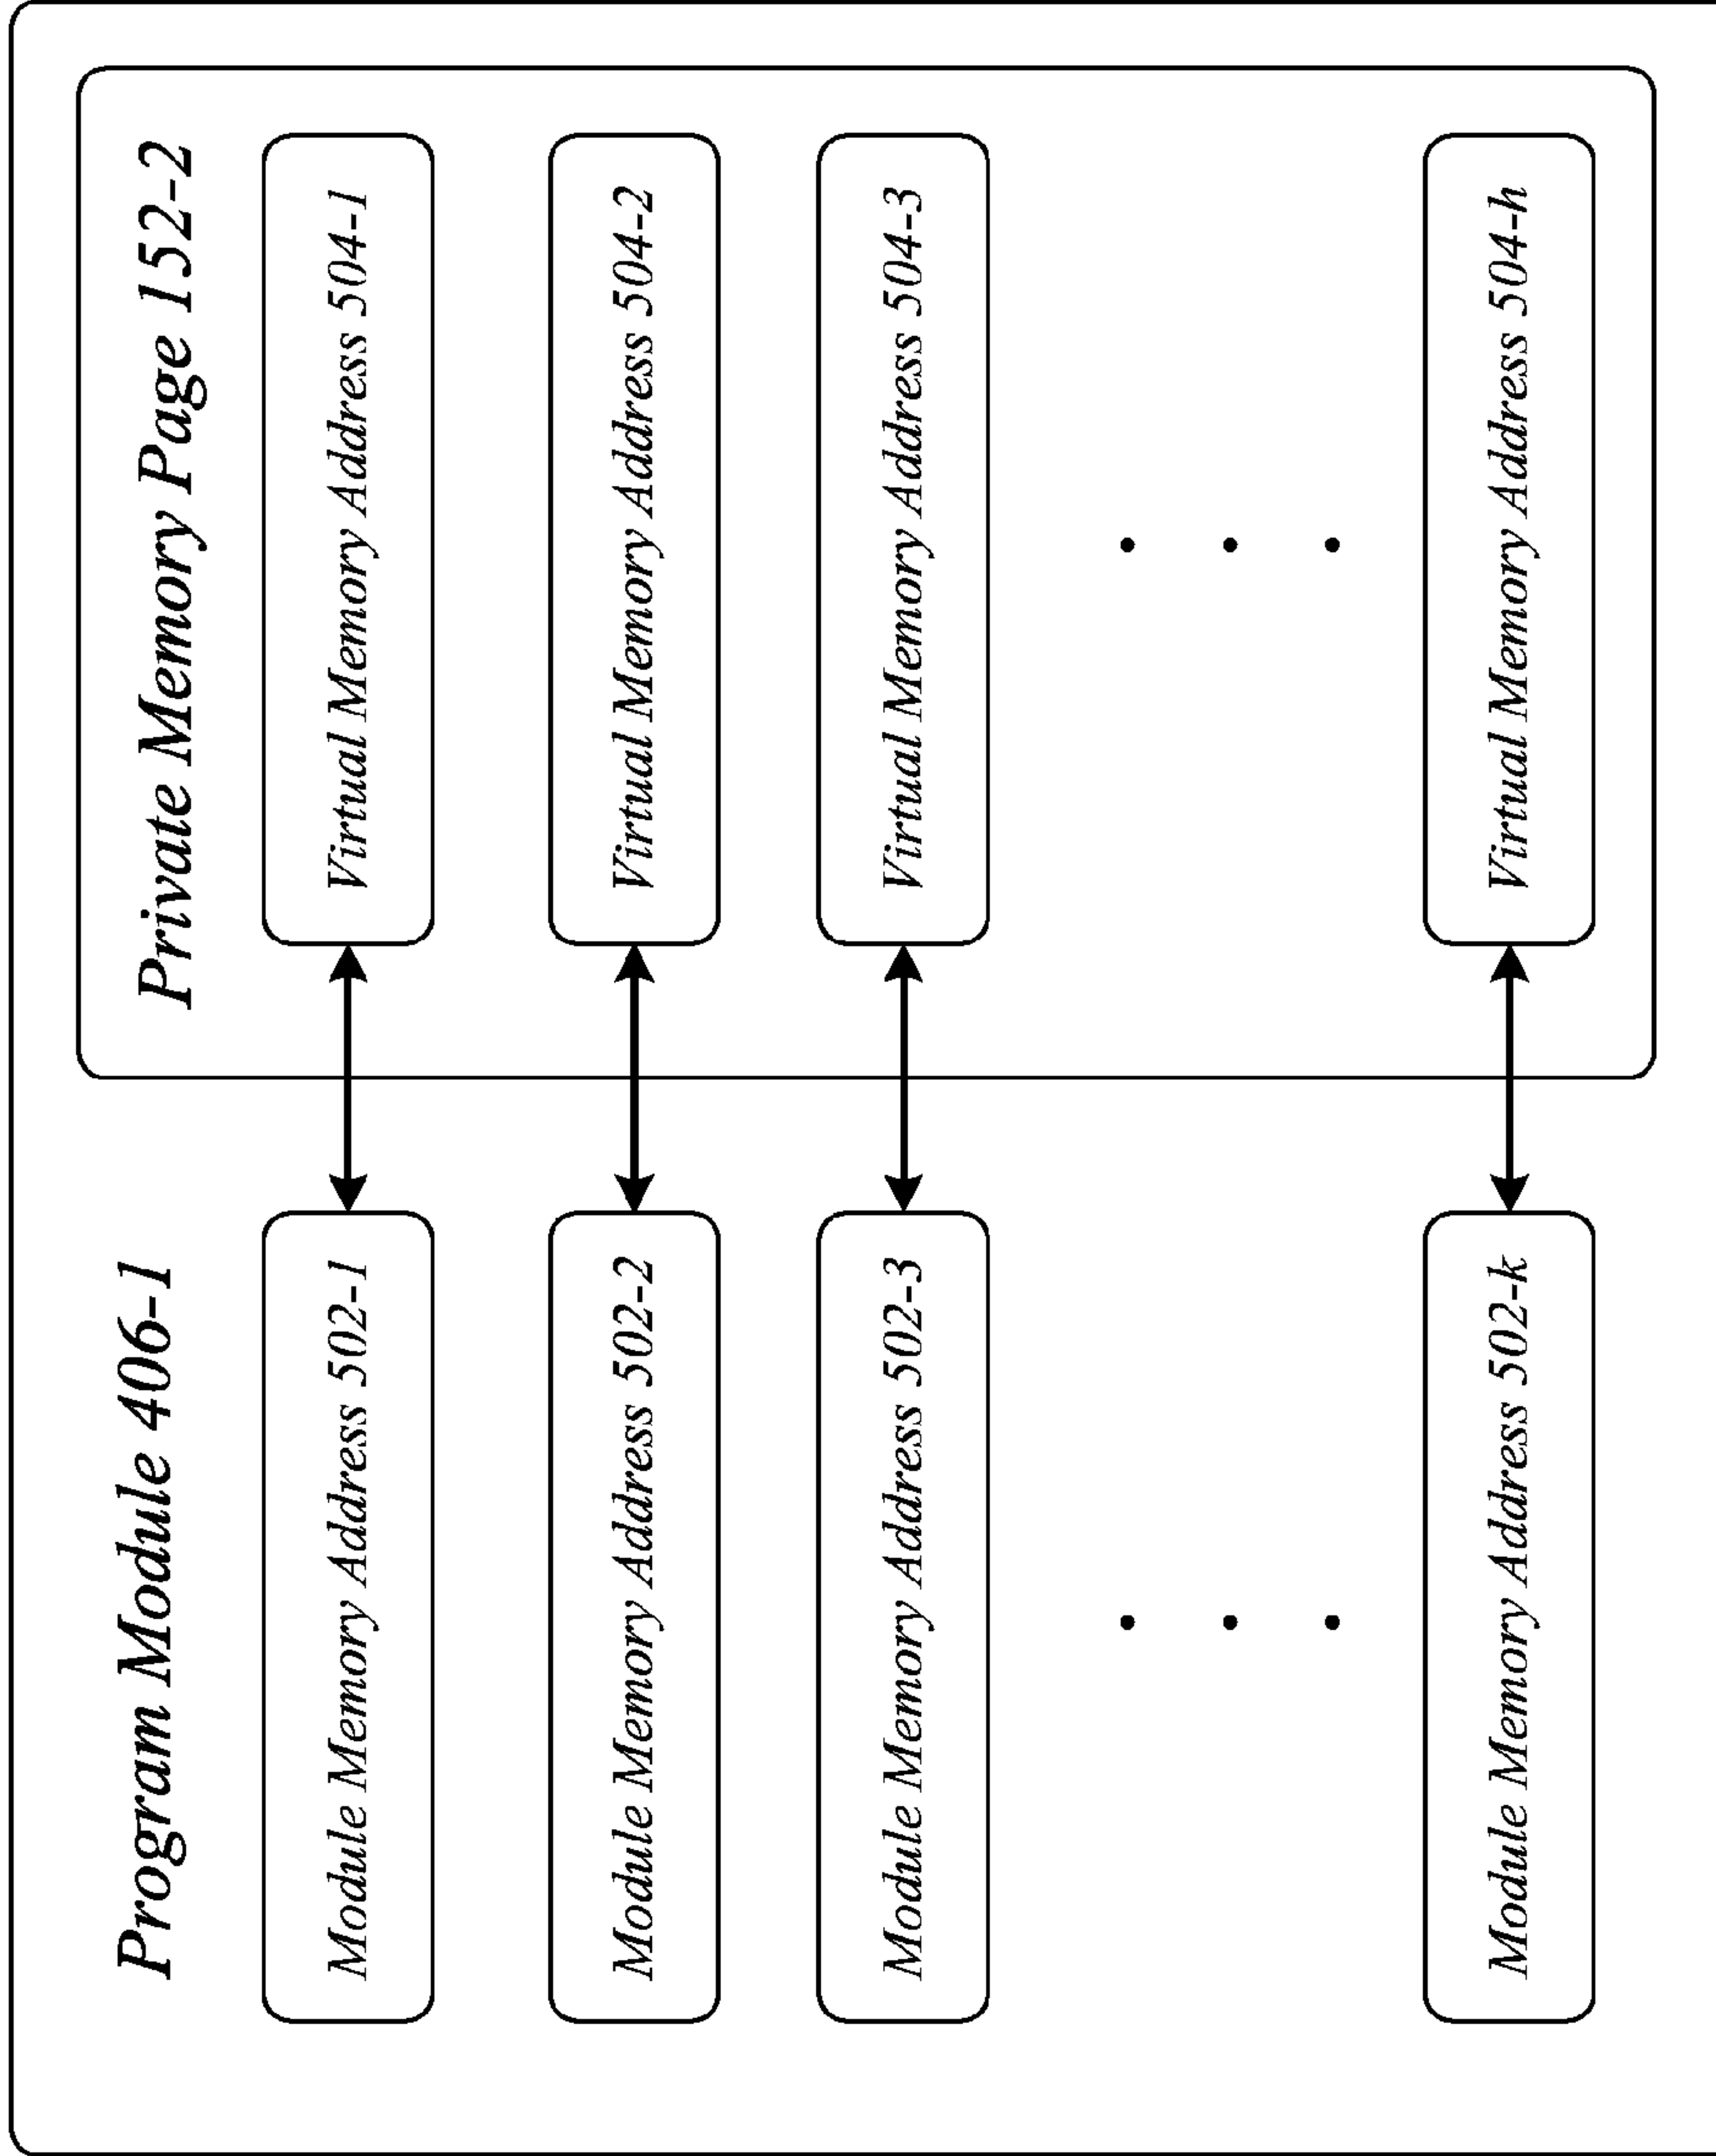 Program Module 406-1
Private Memory Page 152-2
Module Memory Address 502-1
Virtual Memory Address 504-1
Module Memory Address 502-2
Virtual Memory Address 504-2
Module Memory Address 502-3
Virtual Memory Address 504-3
Module Memory Address 502-k
Virtual Memory Address 504-h